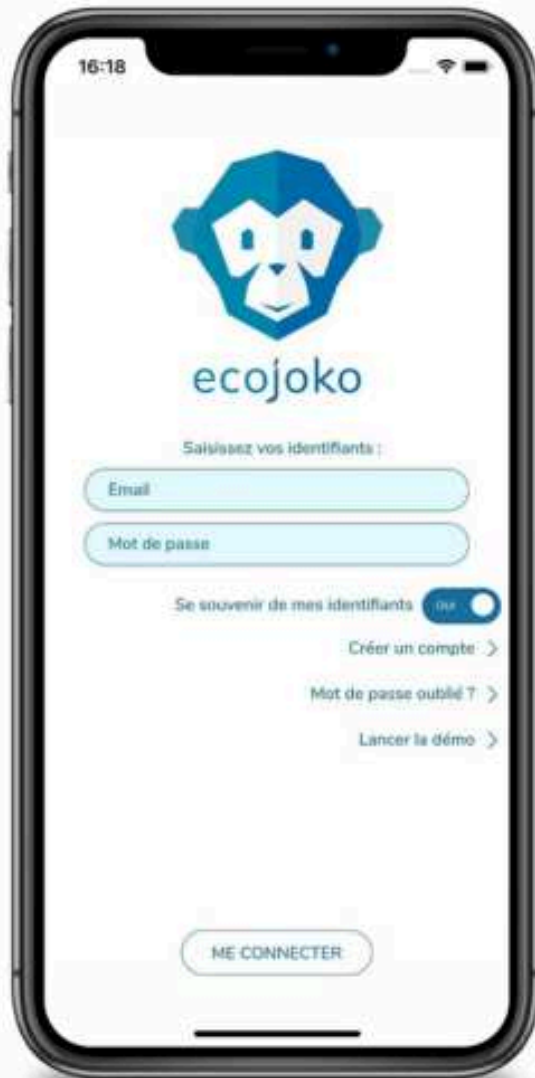 16:18
ecojoko
Saisissez vos identifiants :
Email
Mot de passe
Se souvenir de mes identifiants OUI
Créer un compte
Mot de passe oublié ?
Lancer la démo
ME CONNECTER